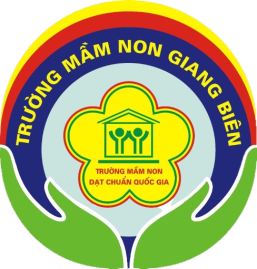 TRƯỜNG MẦM NON GIANG BIÊN
TRƯỜNG MẦM NON
ĐẠT CHUẨN QUỐC GIA